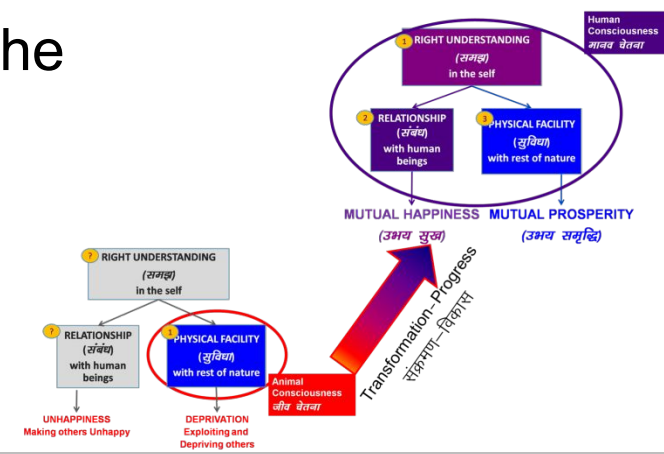 he
Human
Consciousness
मानव चेतना
1
RIGHT UNDERSTANDING
(समझ)
in the self
2
RELATIONSHIP
(संबंध)
with human
beings
3
PHYSICAL FACILITY
(सुविधा)
with rest of nature
MUTUAL HAPPINESS
(उभय सुख)
MUTUAL PROSPERITY
(उभय समृद्धि)
?
RIGHT UNDERSTANDING
(समझ)
in the self
?
RELATIONSHIP
(संबंध)
with human
beings
1
PHYSICAL FACILITY
(सुविधा)
with rest of nature
UNHAPPINESS
Making others Unhappy
DEPRIVATION
Exploiting and
Depriving others
Animal
Consciousness
जीव चेतना
Transformation–Progress
संक्रमण–विकास